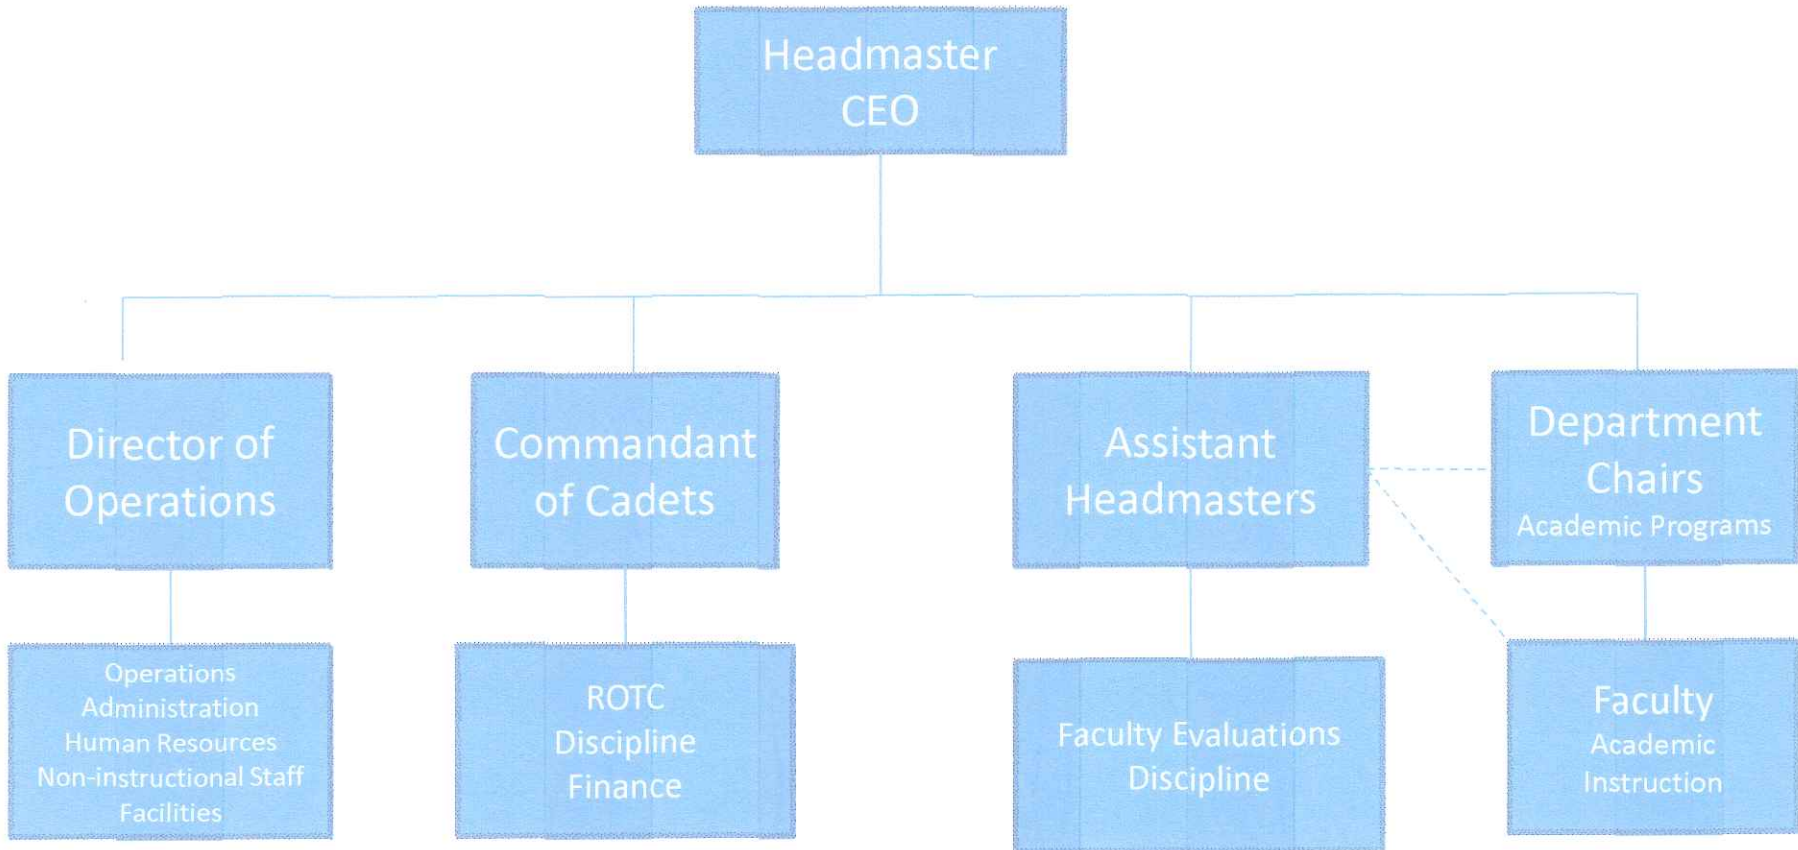 Headmaster
CEO
Director of
Operations
Commandant
of Cadets
Assistant
Headmasters
Department
Chairs
Academic Programs
Operations
Administration
Human Resources
Non-instructional Staff
Facilities
ROTC
Discipline
Finance
Faculty Evaluations
Discipline
Faculty
Academic
Instruction